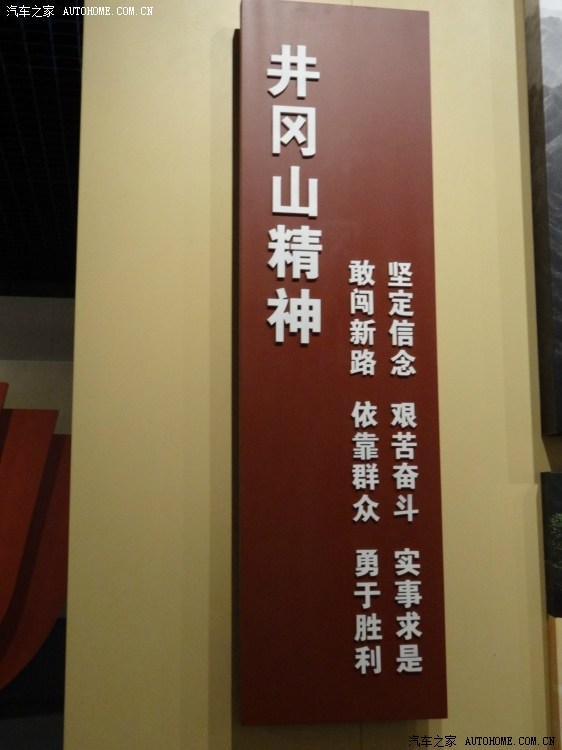 汽车之家 AUTOHOME.COM.CN
井冈山精神
坚定信念 艰苦奋斗 实事求是
敢闯新路 依靠群众 勇于胜利
汽车之家 AUTOHOME.COM.CN